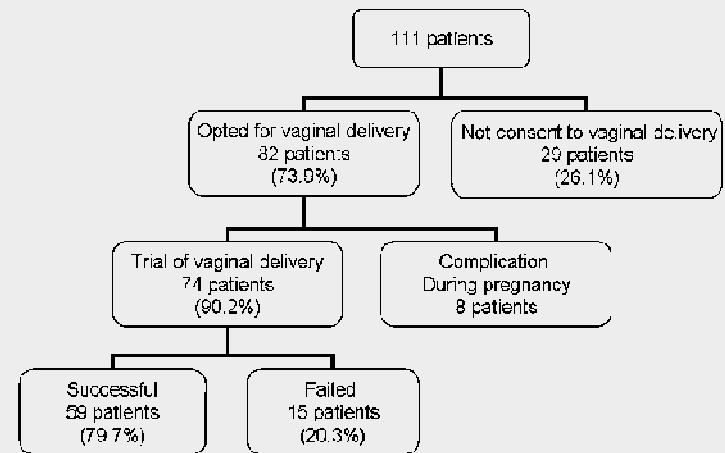 111 patients
Opted for vaginal delivery
82 patients
(73.9%)
Not consent to vaginal delivery
29 patients
(26.1%)
Trial of vaginal delivery
74 patients
(90.2%)
Complication
During pregnancy
8 patients
Successful
59 patients
(79.7%)
Failed
15 patients
(20.3%)